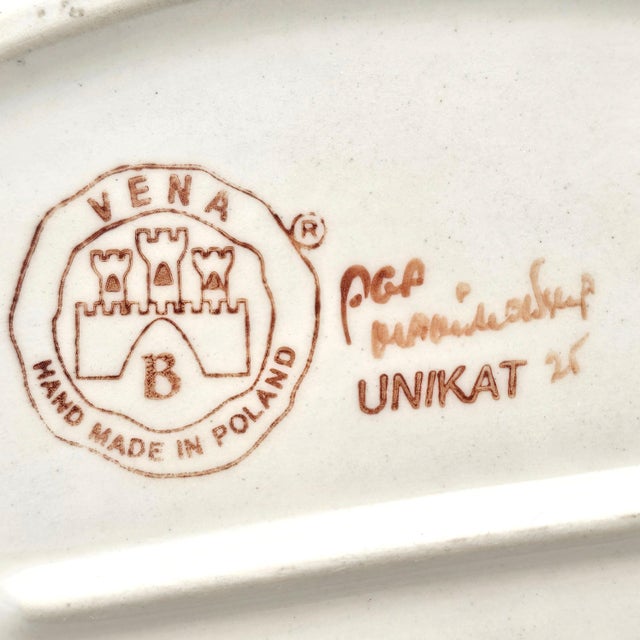 VENA
®
B
HAND MADE IN POLAND
UNIKAT 25